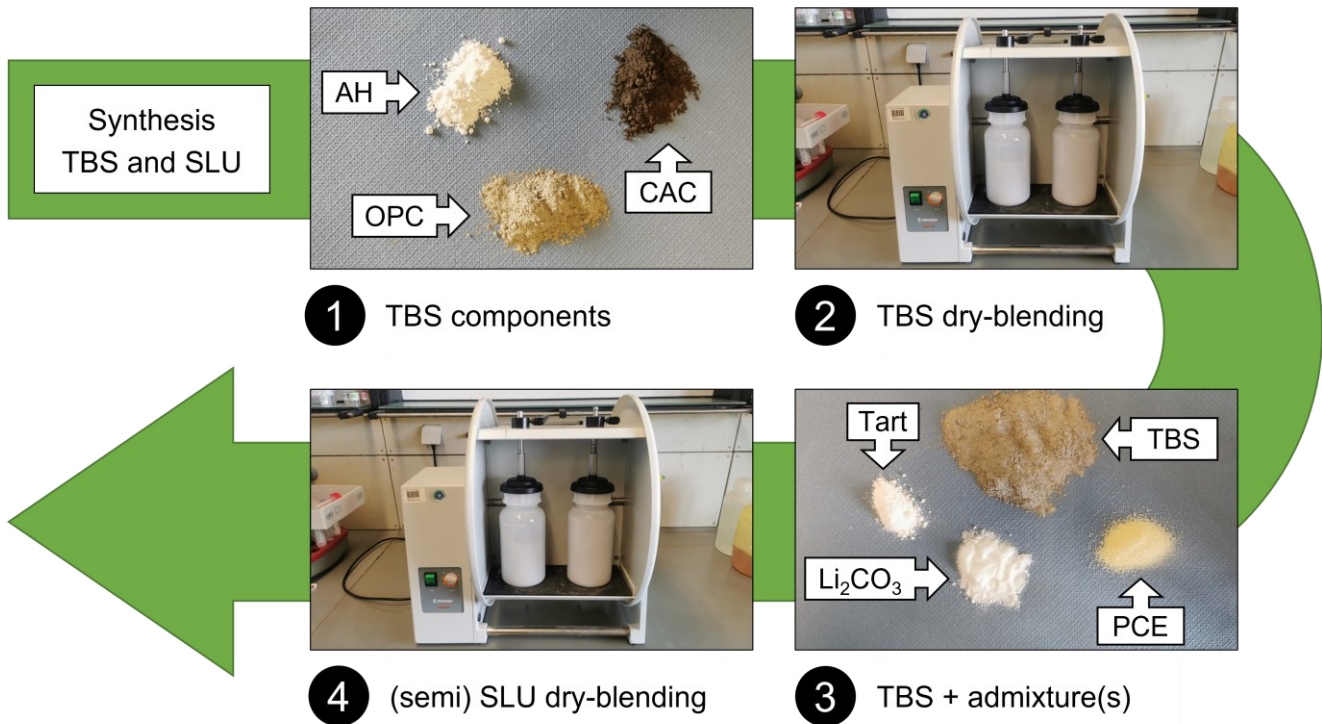 Synthesis
TBS and SLU
AH
CAC
OPC
1 TBS components
2 TBS dry-blending
Tart
TBS
Li₂CO₃
PCE
4 (semi) SLU dry-blending
3 TBS + admixture(s)